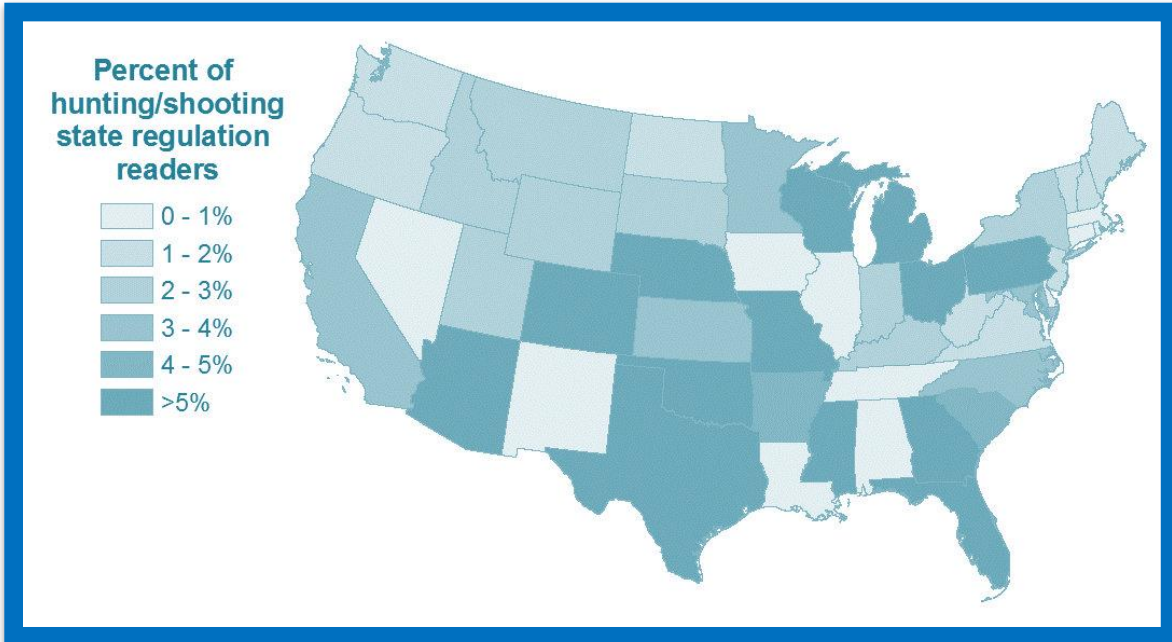 Percent of
hunting/shooting
state regulation
readers
0 - 1%
1 - 2%
2 - 3%
3 - 4%
4 - 5%
>5%